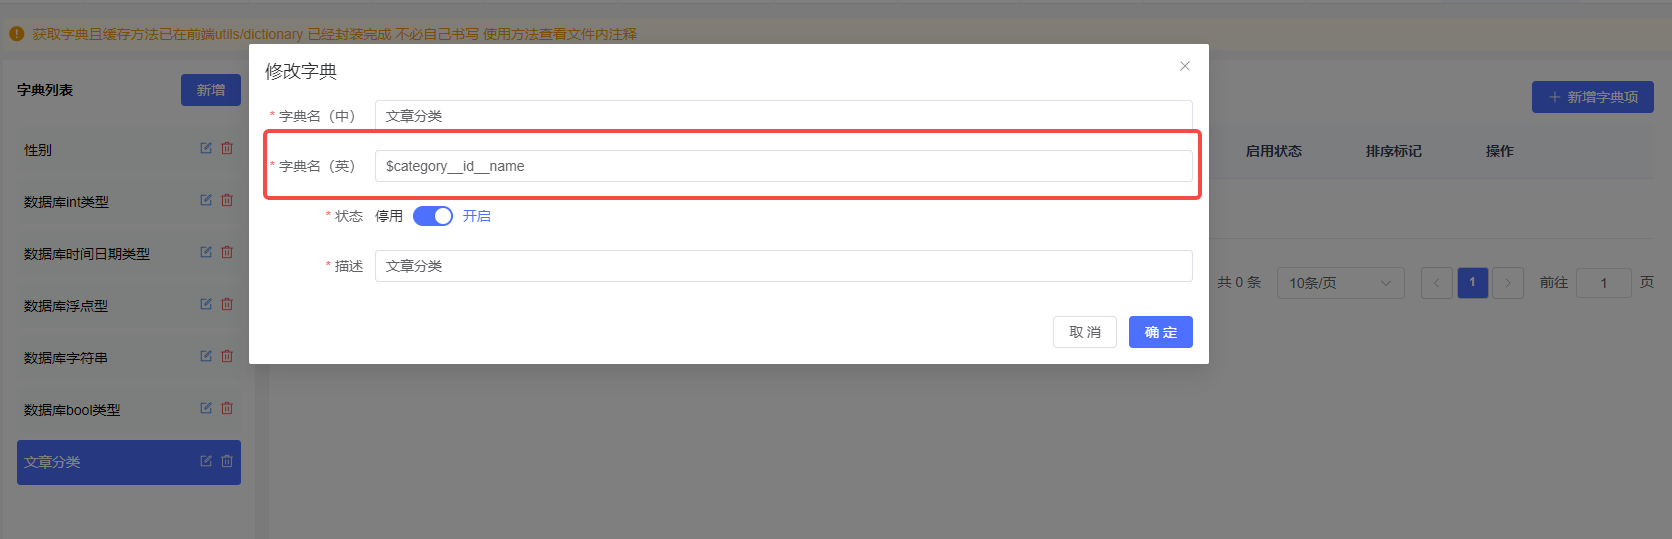 获取字典且缓存方法已在前端utils/dictionary 已经封装完成 不必自己书写 使用方法查看文件内注释
字典列表
新增
性别
数据库int类型
数据库时间日期类型
数据库浮点型
数据库字符串
数据库bool类型
文章分类
修改字典
* 字典名（中） 文章分类
* 字典名（英） $category__id__name
* 状态 停用 开启
* 描述 文章分类
取 消 确 定
新增字典项
启用状态 排序标记 操作
共 0 条 10条/页 1 前往 1 页